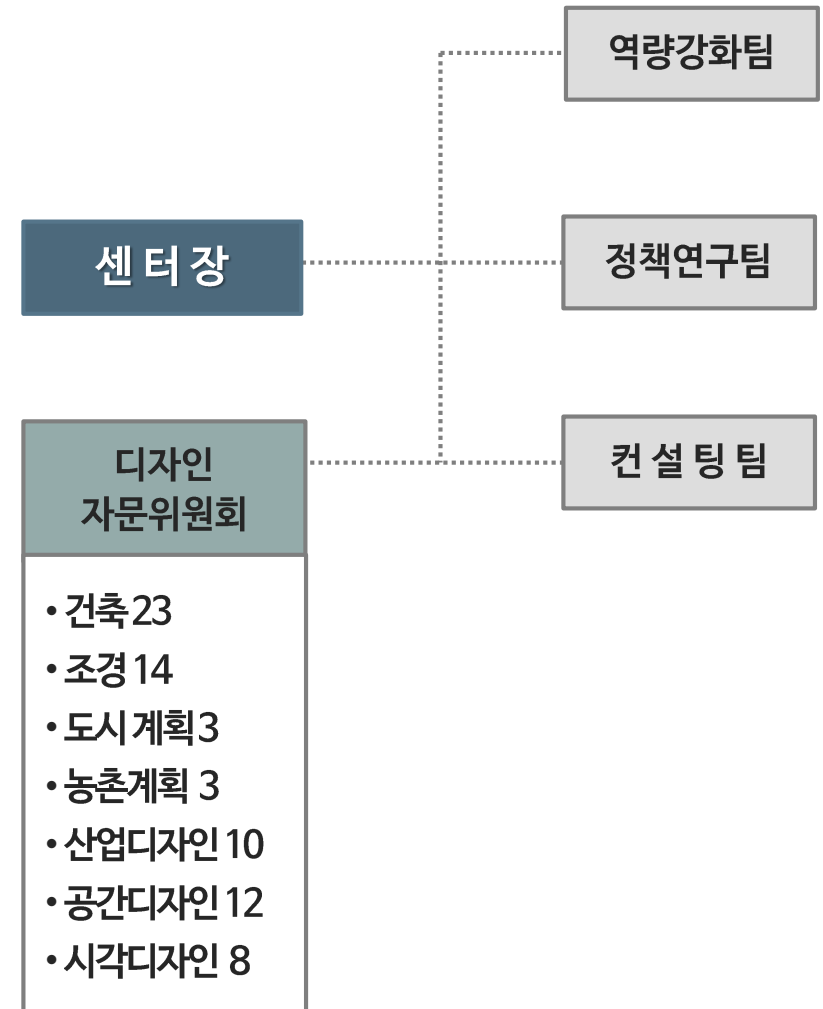 역량강화팀
센 터 장
정책연구팀
디자인
자문위원회
컨 설 팅 팀
• 건축 23
• 조경 14
• 도시 계획 3
• 농촌계획 3
• 산업디자인 10
• 공간디자인 12
• 시각디자인 8